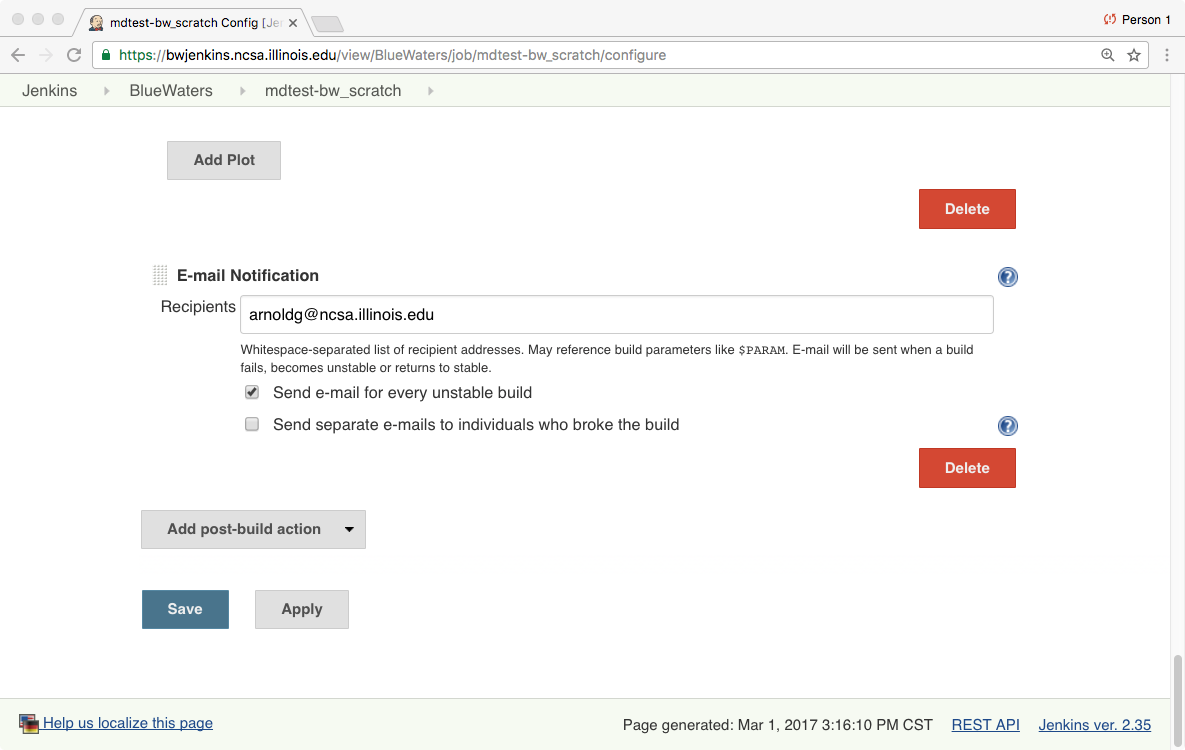 mdtest-bw_scratch Config [Je
Person 1
https://bwjenkins.ncsa.illinois.edu/view/BlueWaters/job/mdtest-bw_scratch/configure
Jenkins BlueWaters mdtest-bw_scratch
Add Plot
Delete
E-mail Notification
?
Recipients
arnoldg@ncsa.illinois.edu
Whitespace-separated list of recipient addresses. May reference build parameters like $PARAM. E-mail will be sent when a build
fails, becomes unstable or returns to stable.
Send e-mail for every unstable build
Send separate e-mails to individuals who broke the build
?
Delete
Add post-build action
Save Apply
Help us localize this page
Page generated: Mar 1, 2017 3:16:10 PM CST REST API Jenkins ver. 2.35